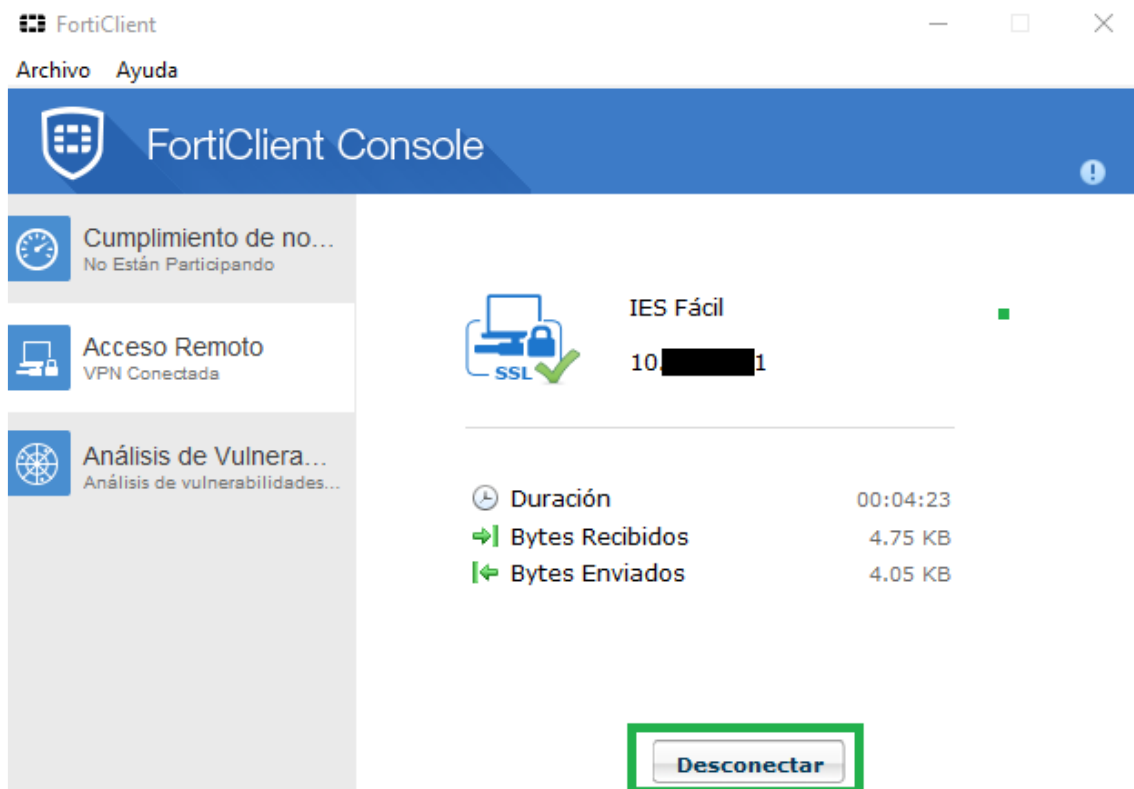 FortiClient
Archivo Ayuda
FortiClient Console
Cumplimiento de no...
No Están Participando
Acceso Remoto
VPN Conectada
Análisis de Vulnera...
Análisis de vulnerabilidades...
IES Fácil
10. 1
SSL
Duración 00:04:23
Bytes Recibidos 4.75 KB
Bytes Enviados 4.05 KB
Desconectar